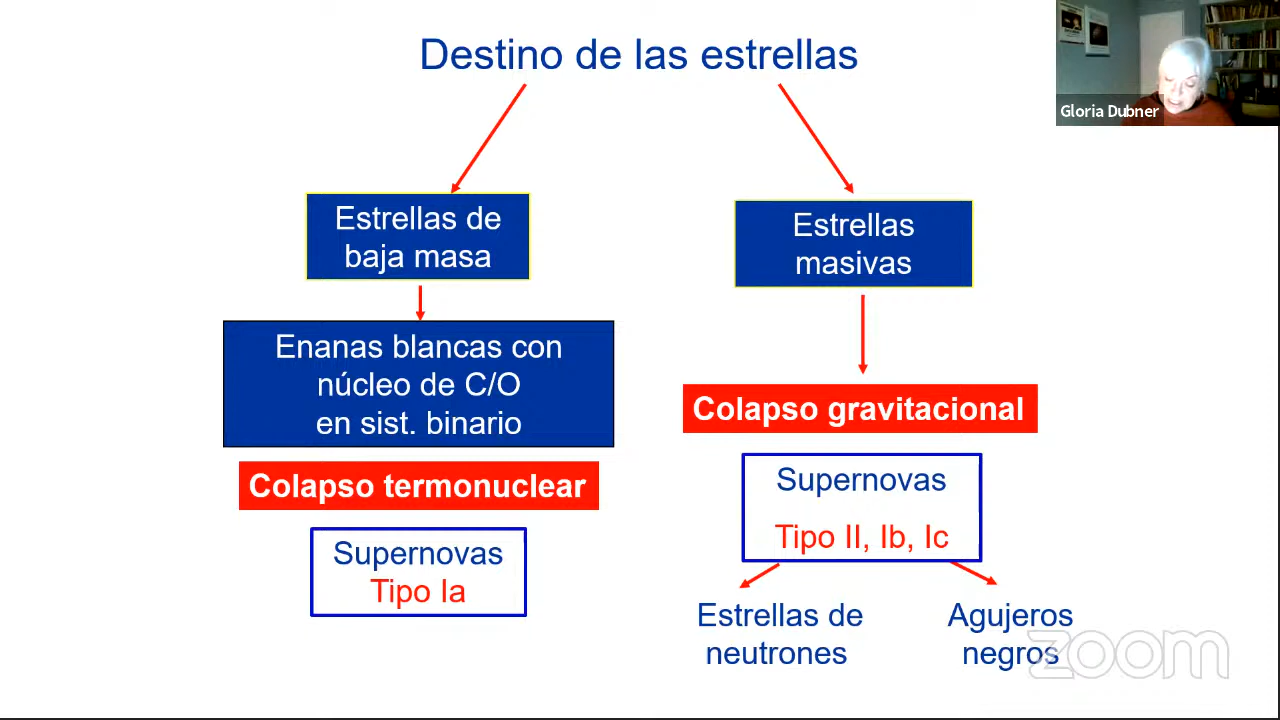 Destino de las estrellas
Gloria Dubner
Estrellas de
baja masa
Enanas blancas con
núcleo de C/O
en sist. binario
Colapso termonuclear
Supernovas
Tipo Ia
Estrellas
masivas
Colapso gravitacional
Supernovas
Tipo II, Ib, Ic
Estrellas de
neutrones
Agujeros
negros
zoom